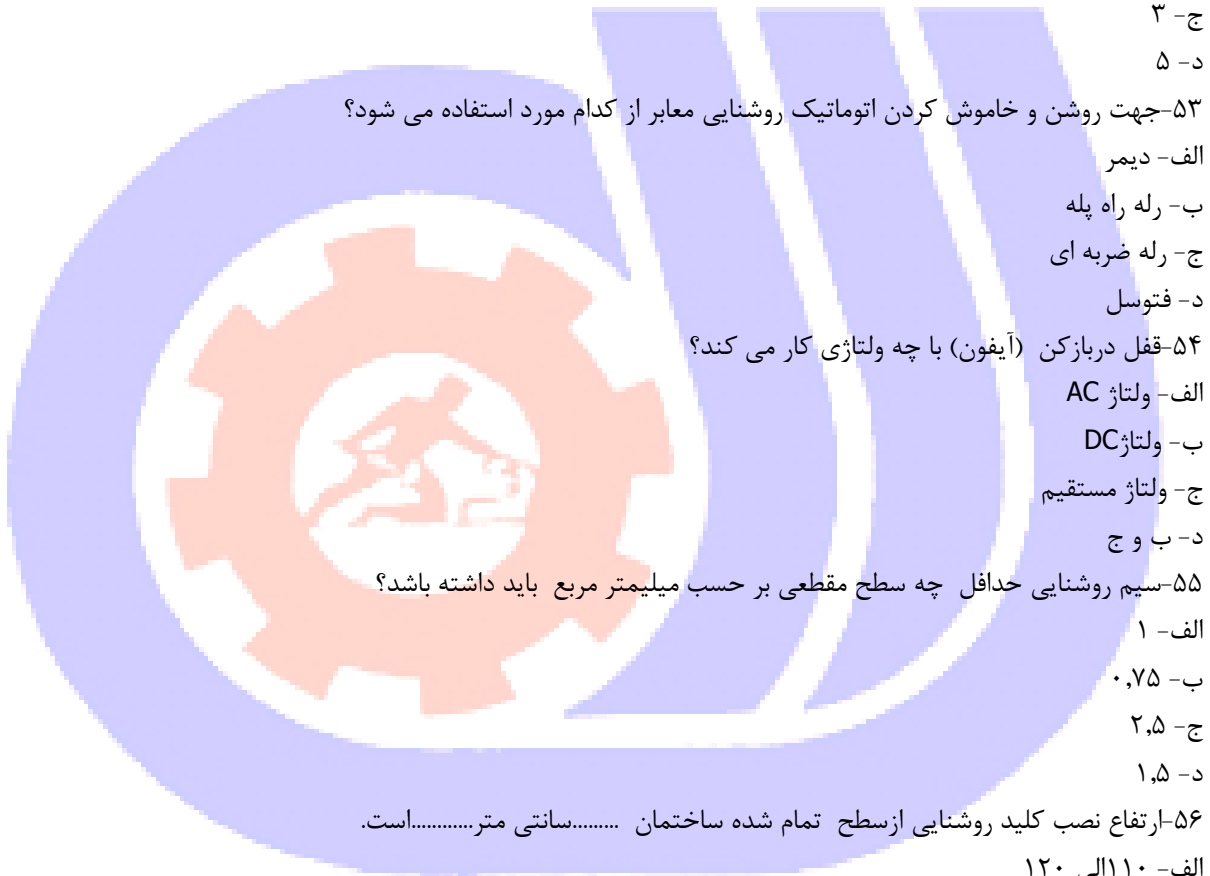 ج- ۳
د- ۵
۵۳-جهت روشن و خاموش کردن اتوماتیک روشنایی معابر از کدام مورد استفاده می شود؟
الف- دیمر
ب- رله راه پله
ج- رله ضربه ای
د- فتوسل
۵۴-قفل دربازکن (آیفون) با چه ولتاژی کار می کند؟
الف- ولتاژ AC
ب- ولتاژDC
ج- ولتاژ مستقیم
د- ب و ج
۵۵-سیم روشنایی حداقل چه سطح مقطعی بر حسب میلیمتر مربع باید داشته باشد؟
الف- ۱
ب- ۰,۷۵
ج- ۲,۵
د- ۱,۵
۵۶-ارتفاع نصب کلید روشنایی ازسطح تمام شده ساختمان .........سانتی متر............است.
الف- ۱۱۰الی ۱۲۰